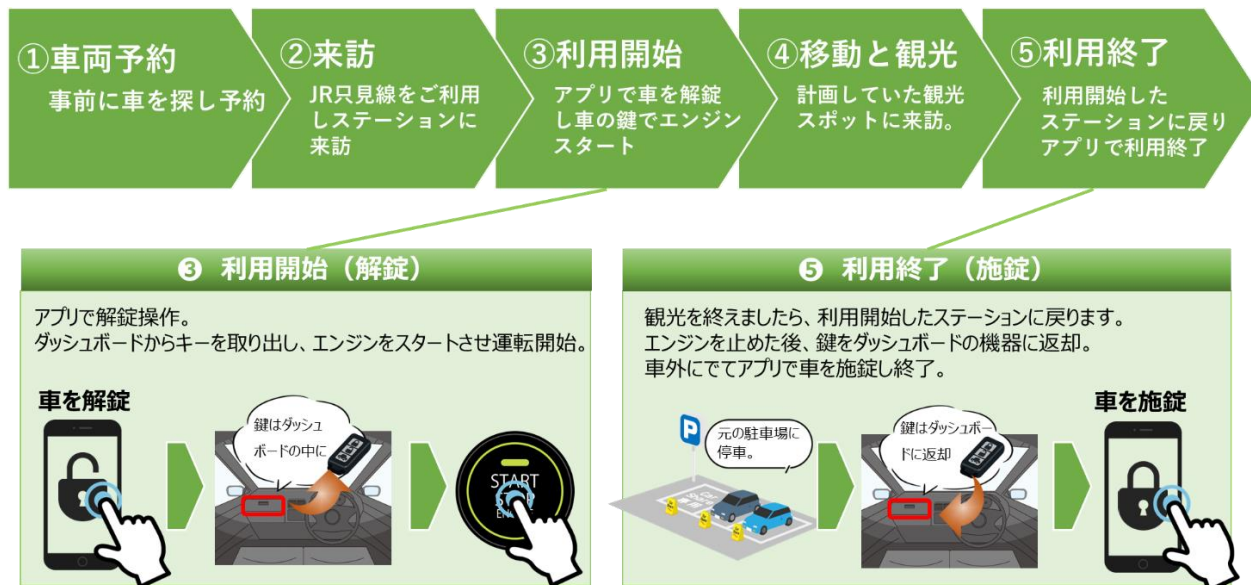 ①車両予約
事前に車を探し予約
②来訪
JR只見線をご利用
しステーションに
来訪
③利用開始
アプリで車を解錠
し車の鍵でエンジン
スタート
④移動と観光
計画していた観光
スポットに来訪。
⑤利用終了
利用開始した
ステーションに戻り
アプリで利用終了
❸ 利用開始（解錠）
アプリで解錠操作。
ダッシュボードからキーを取り出し、エンジンをスタートさせ運転開始。
車を解錠
鍵はダッシュ
ボードの中に
START
❺ 利用終了（施錠）
観光を終えましたら、利用開始したステーションに戻ります。
エンジンを止めた後、鍵をダッシュボードの機器に返却。
車外にでてアプリで車を施錠し終了。
P
元の駐車場に
停車。
Car
鍵はダッシュボー
ドに返却
車を施錠